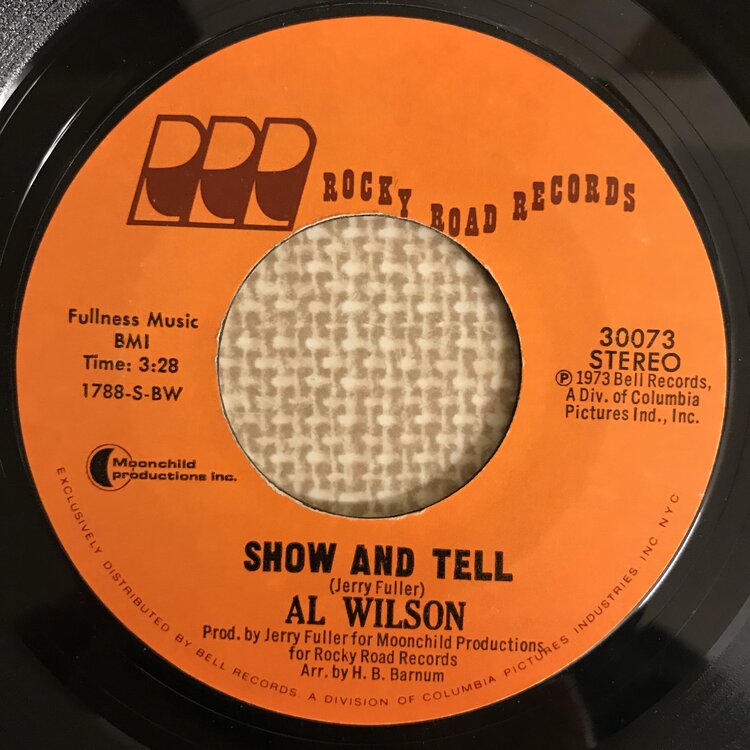 RRR
ROCKY ROAD RECORDS
Fullness Music
BMI
Time: 3:28
1788-S-BW
30073
STEREO
℗ 1973 Bell Records,
A Div. of Columbia
Pictures Ind., Inc.
Moonchild
productions inc.
SHOW AND TELL
(Jerry Fuller)
AL WILSON
Prod. by Jerry Fuller for Moonchild Productions
for Rocky Road Records
Arr. by H. B. Barnum
EXCLUSIVELY DISTRIBUTED BY BELL RECORDS A DIVISION OF COLUMBIA PICTURES INDUSTRIES INC NYC